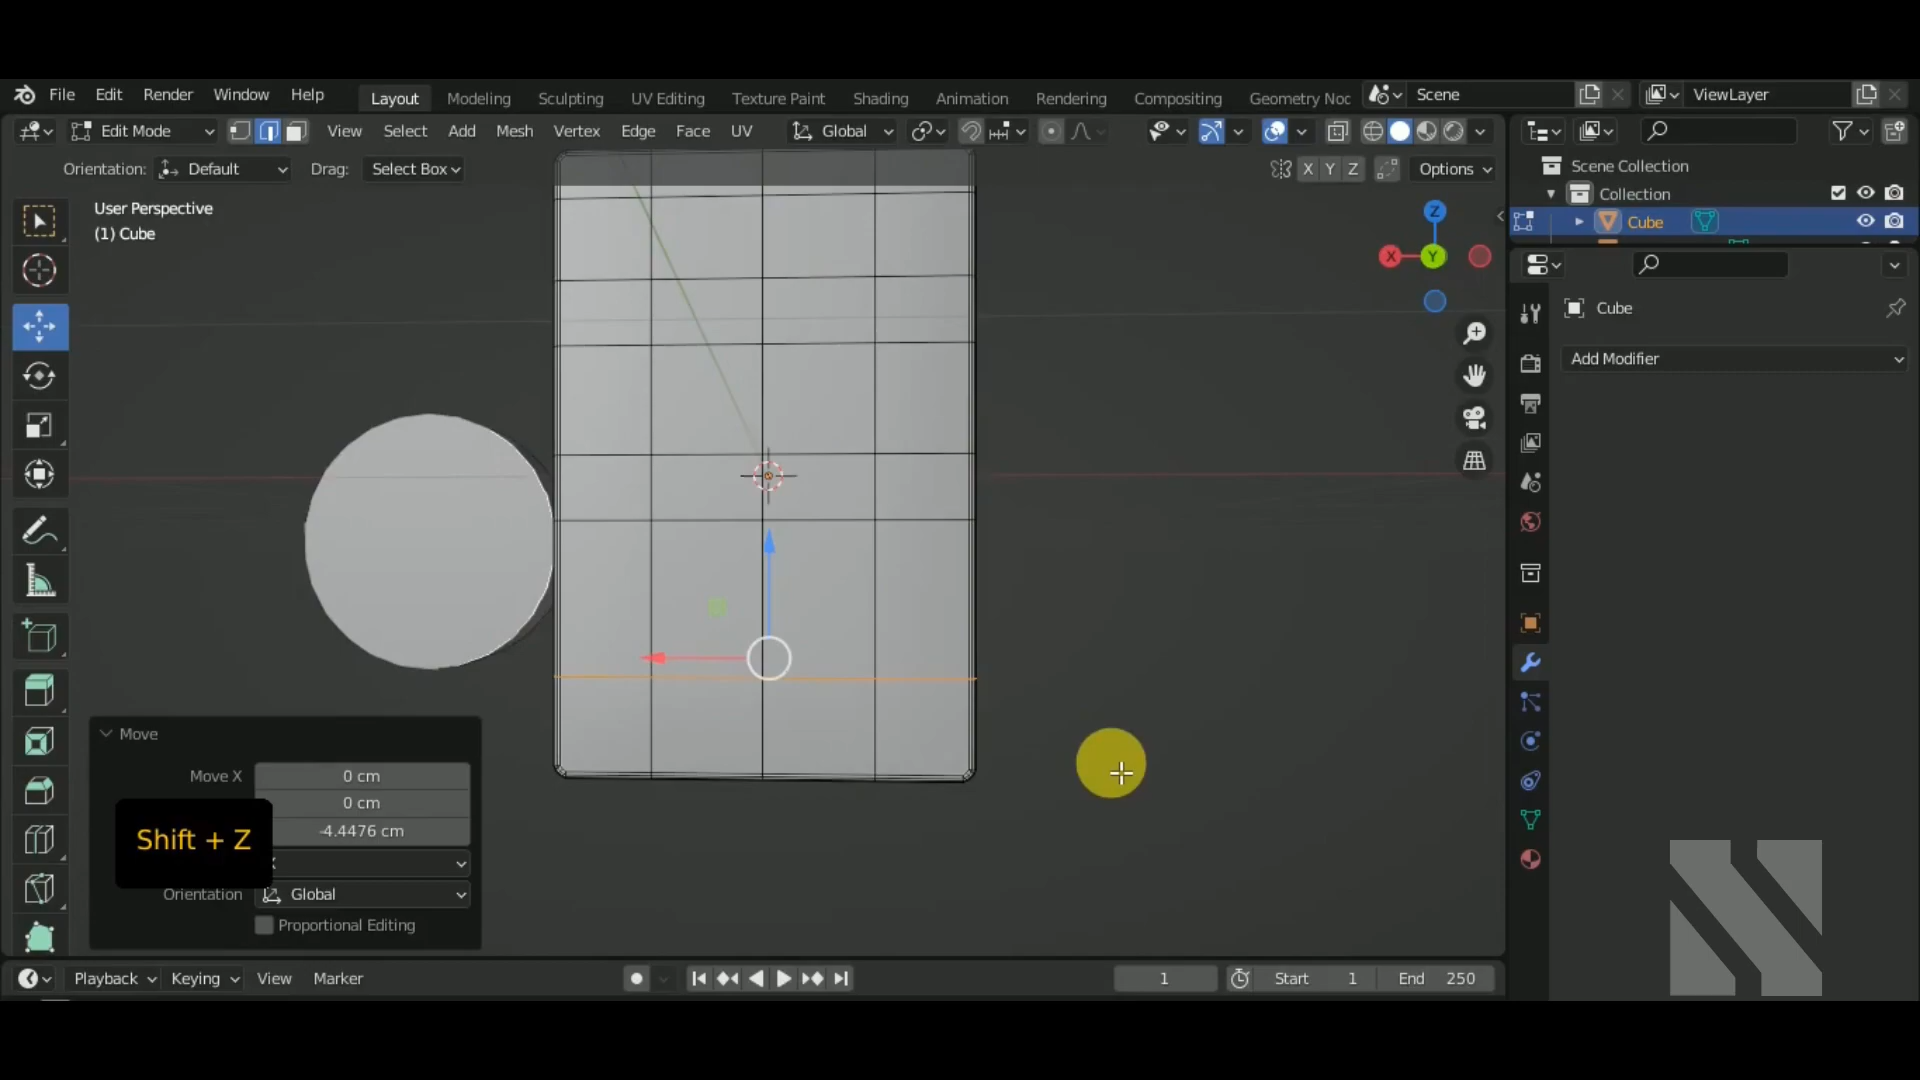 File Edit Render Window Help Layout Modeling Sculpting UV Editing Texture Paint Shading Animation Rendering Compositing Geometry Noc Scene ViewLayer
Edit Mode View Select Add Mesh Vertex Edge Face UV Global
Orientation: Default Drag: Select Box X Y Z Options
Scene Collection
Collection
Cube
User Perspective
(1) Cube
Z
X
Y
Cube
Add Modifier
Move
Move X 0 cm
0 cm
-4.4476 cm
Shift + Z
Orientation Global
Proportional Editing
Playback Keying View Marker 1 Start 1 End 250